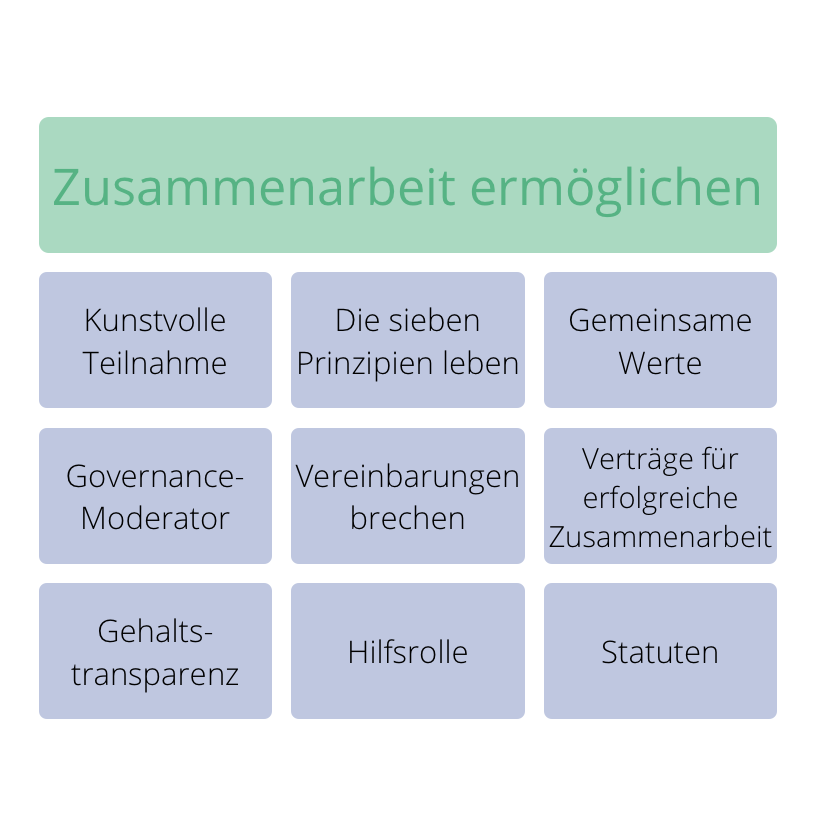 Zusammenarbeit ermöglichen
Kunstvolle
Teilnahme
Die sieben
Prinzipien leben
Gemeinsame
Werte
Governance-
Moderator
Vereinbarungen
brechen
Verträge für
erfolgreiche
Zusammenarbeit
Gehalts-
transparenz
Hilfsrolle
Statuten